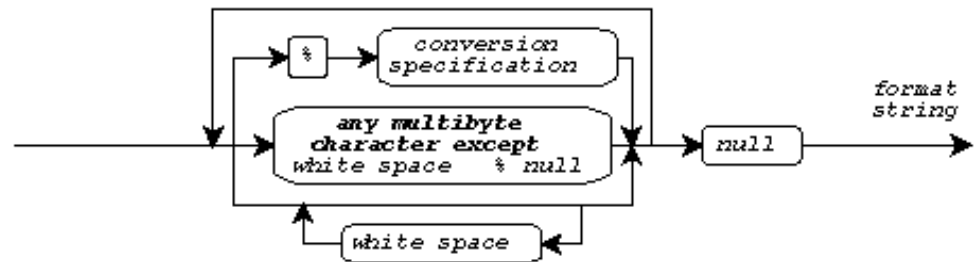 % conversion
specification
format
string
any multibyte
character except
white space % null
null
white space